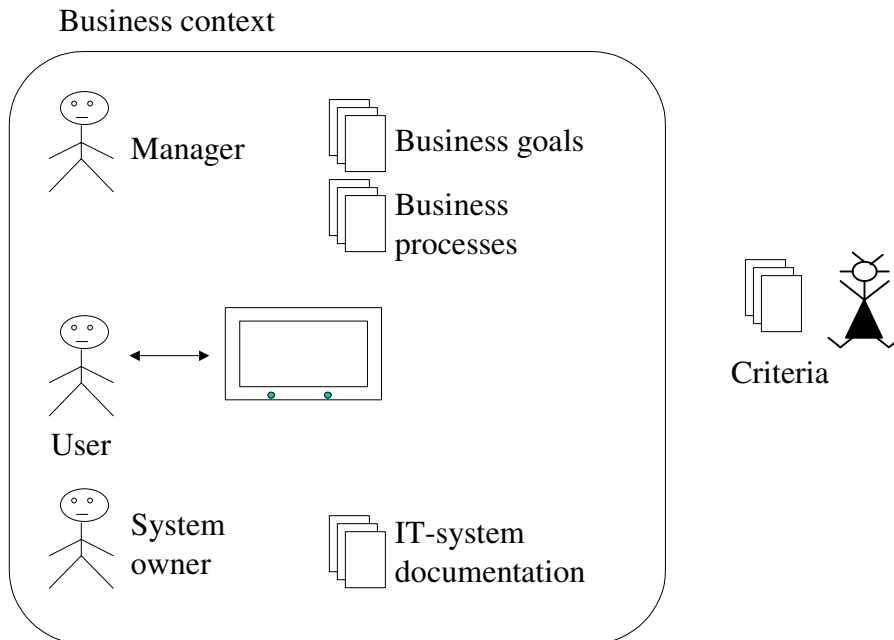 Business context
Manager
Business goals
Business
processes
Criteria
User
System
owner
IT-system
documentation